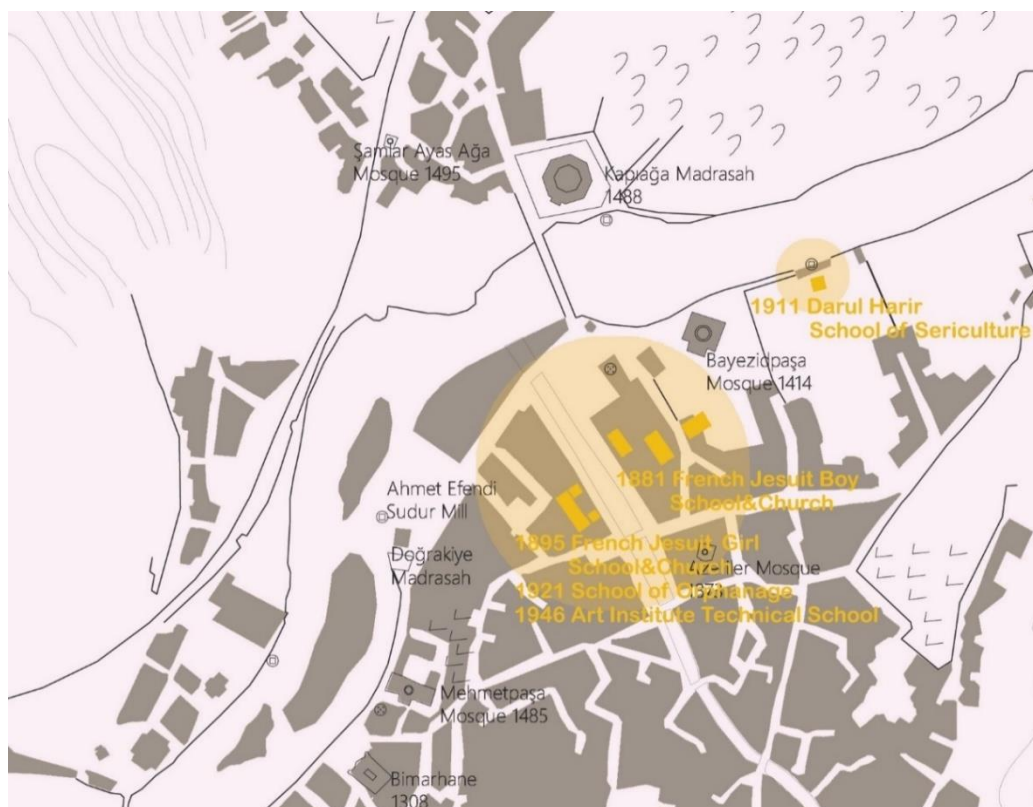 Şamlar Ayas Ağa
Mosque 1495
Kapıağa Madrasah
1488
1911 Darul Harir
School of Sericulture
Bayezidpaşa
Mosque 1414
1881 French Jesuit Boy
School&Church
Ahmet Efendi
Sudur Mill
Doğrakiye
Madrasah
1895 French Jesuit Girl
School&Church
Mosque
1921 School of Orphanage
1946 Art Institute Technical School
Mehmetpaşa
Mosque 1485
Bimarhane
1308